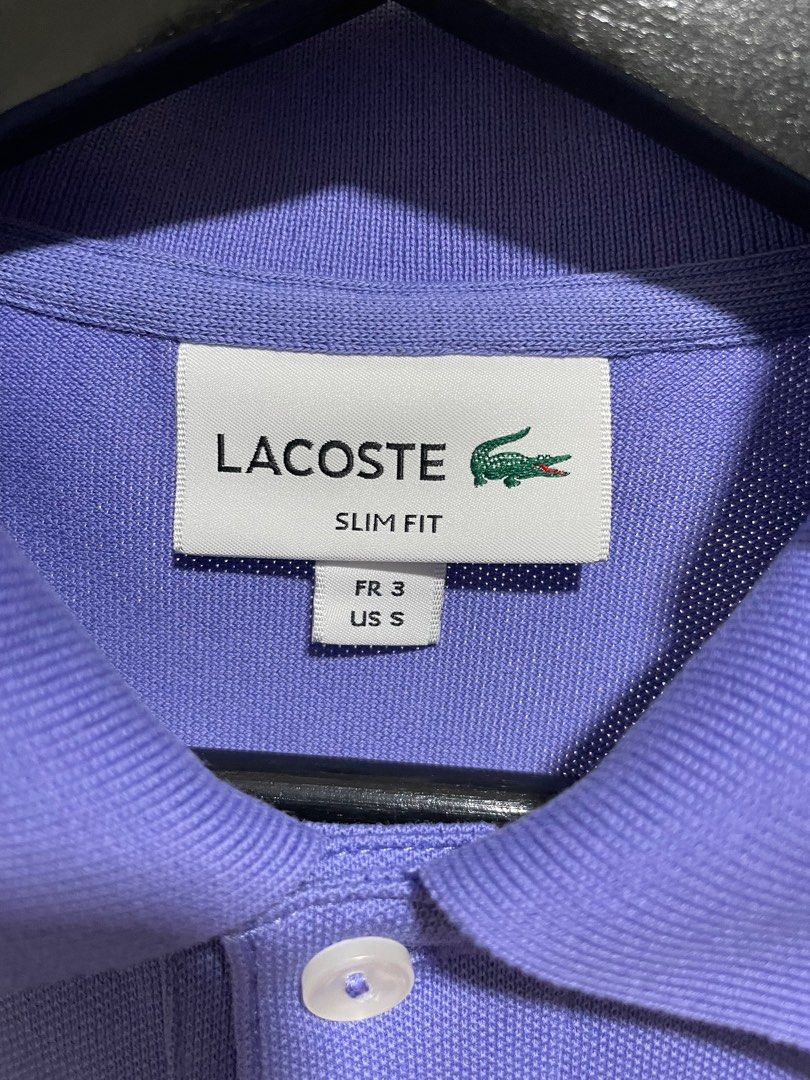 LACOSTE
SLIM FIT
FR 3
US S